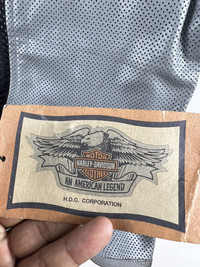 MOTOR
HARLEY-DAVIDSON
CYCLES
AN AMERICAN LEGEND
H.D.C. CORPORATION